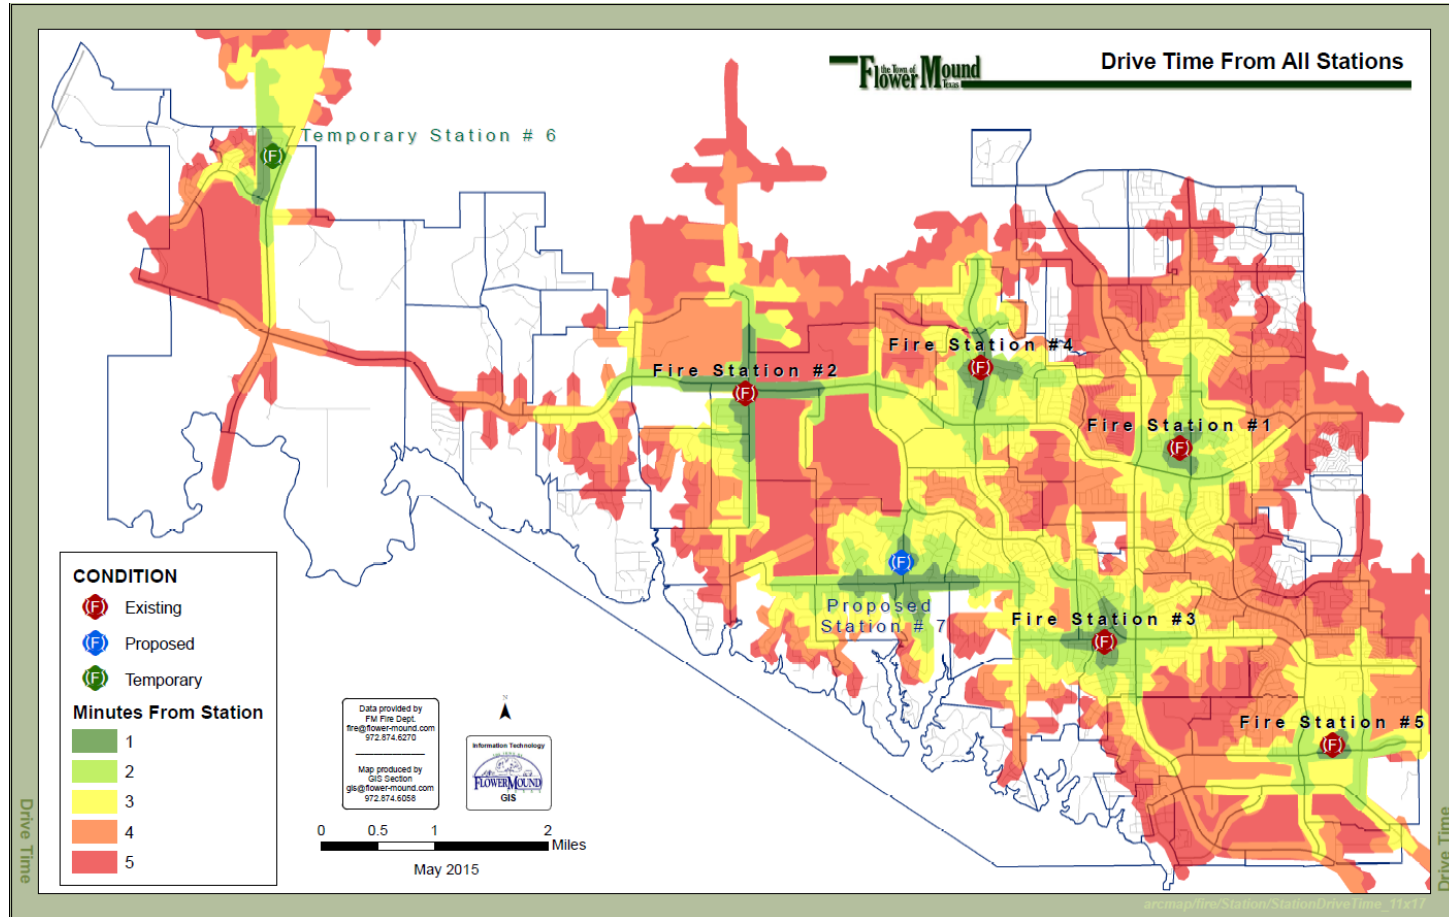 the Town of
Flower Mound
Texas
Drive Time From All Stations
Temporary Station # 6
Fire Station #4
Fire Station #2
Fire Station #1
Proposed
Station # 7
Fire Station #3
Fire Station #5
CONDITION
(F) Existing
(F) Proposed
(F) Temporary
Minutes From Station
1
2
3
4
5
Data provided by
FM Fire Dept.
fire@flower-mound.com
972.874.6270
Map produced by
GIS Section
gis@flower-mound.com
972.874.6058
N
Information Technology
FLOWER MOUND
GIS
0 0.5 1 2
Miles
May 2015
Drive Time
Drive Time
arcmap/fire/Station/StationDriveTime_11x17